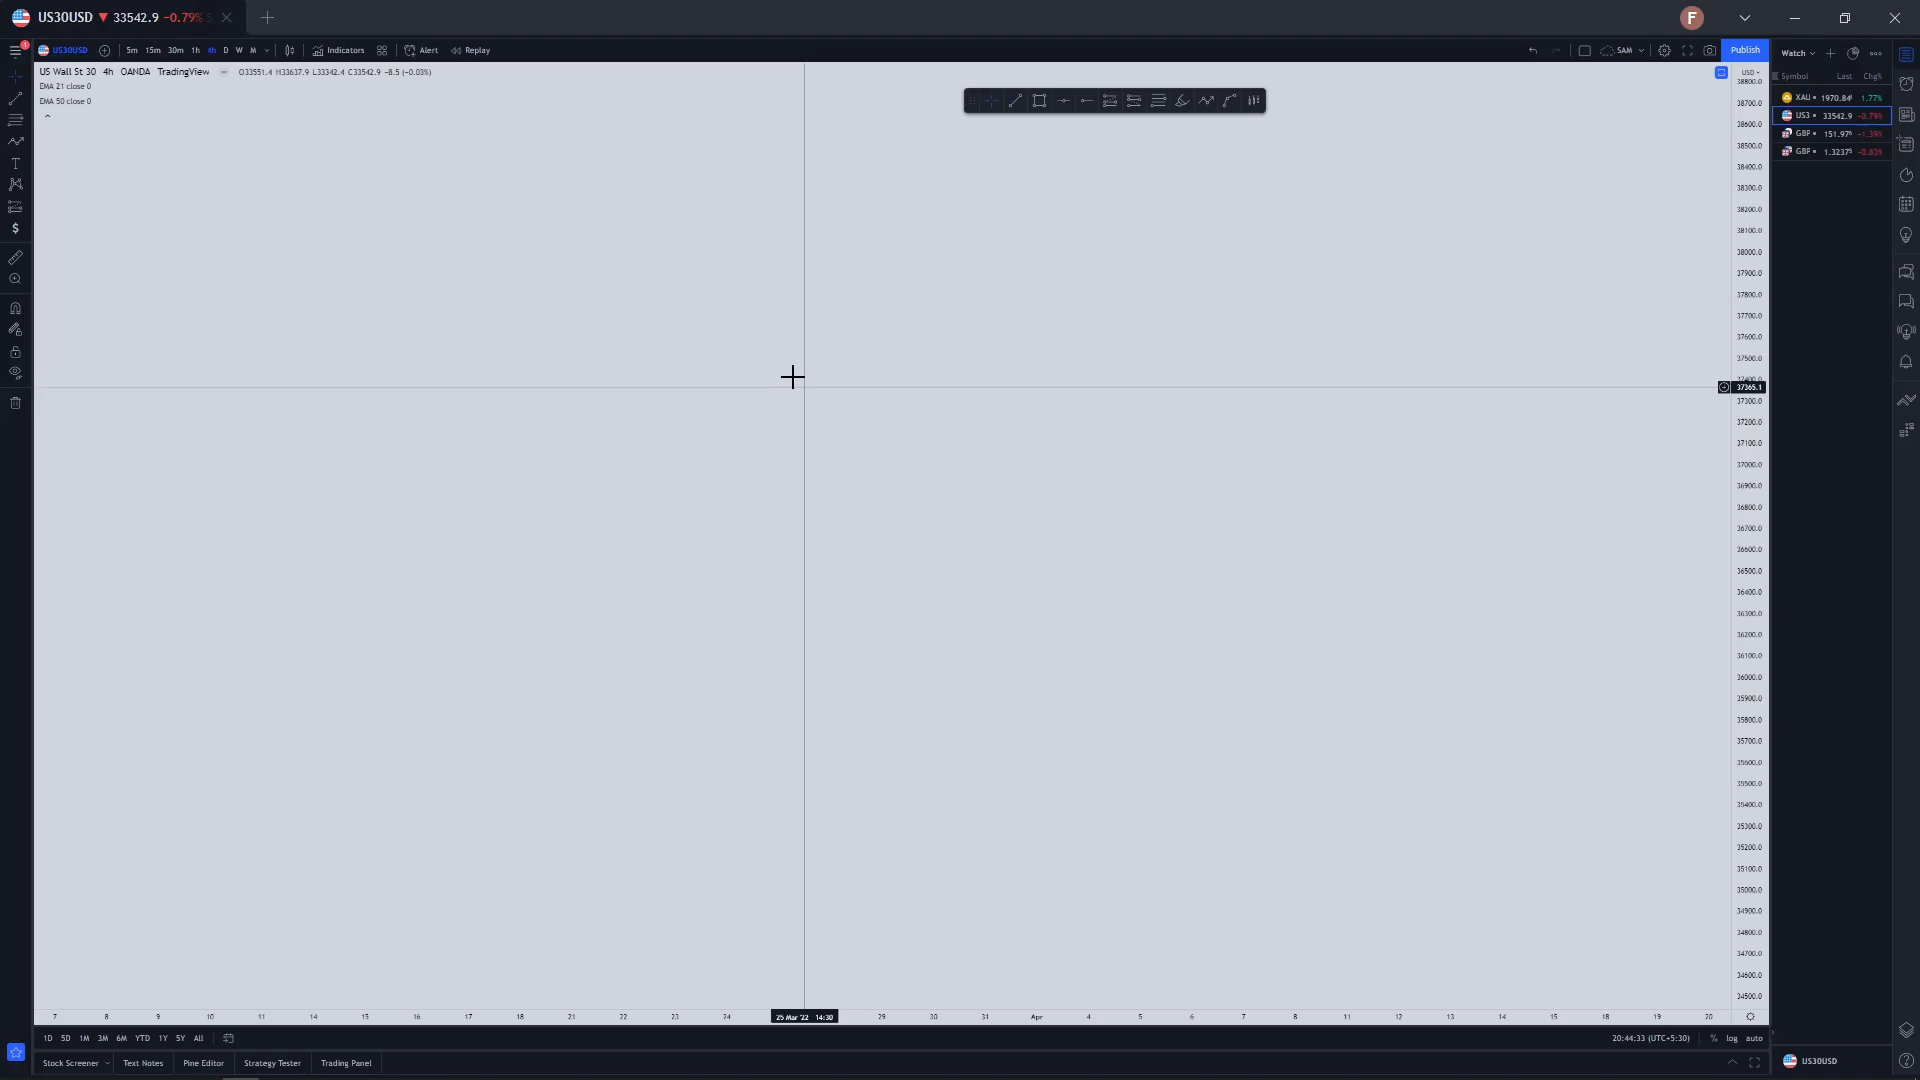 US30USD ▼ 33542.9 −0.79%
F
US30USD 5m 15m 30m 1h 4h D W M Indicators Alert Replay SAM Publish
US Wall St 30 4h OANDA TradingView O33551.4 H33637.9 L33342.4 C33542.9 −8.5 (−0.03%)
EMA 21 close 0
EMA 50 close 0
T
$
USD
38800.0
38700.0
38600.0
38500.0
38400.0
38300.0
38200.0
38100.0
38000.0
37900.0
37800.0
37700.0
37600.0
37500.0
37365.1
37300.0
37200.0
37100.0
37000.0
36900.0
36800.0
36700.0
36600.0
36500.0
36400.0
36300.0
36200.0
36100.0
36000.0
35900.0
35800.0
35700.0
35600.0
35500.0
35400.0
35300.0
35200.0
35100.0
35000.0
34900.0
34800.0
34700.0
34600.0
34500.0
Watch
Symbol Last Chg%
XAU 1970.84 1.77%
US3 33542.9 −0.79%
GBP 151.97⁶ −1.39%
GBP 1.3237⁵ −0.83%
7 8 9 10 11 13 14 15 16 17 18 20 21 22 23 24 25 Mar '22 14:30 29 30 31 Apr 4 5 6 7 8 11 12 13 14 15 18 19 20
1D 5D 1M 3M 6M YTD 1Y 5Y All 20:44:33 (UTC+5:30) % log auto
Stock Screener Text Notes Pine Editor Strategy Tester Trading Panel
US30USD